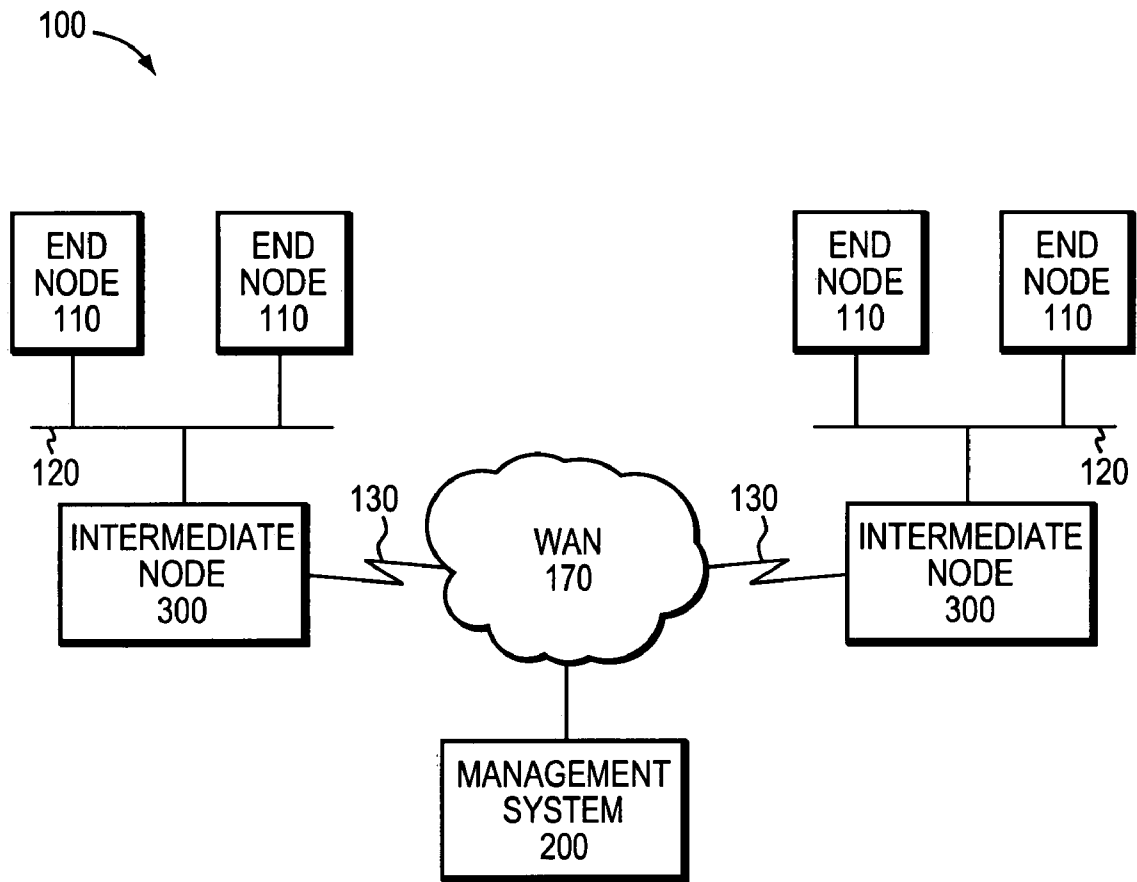 100
END
NODE
110
END
NODE
110
END
NODE
110
END
NODE
110
120
120
INTERMEDIATE
NODE
300
130
WAN
170
130
INTERMEDIATE
NODE
300
MANAGEMENT
SYSTEM
200